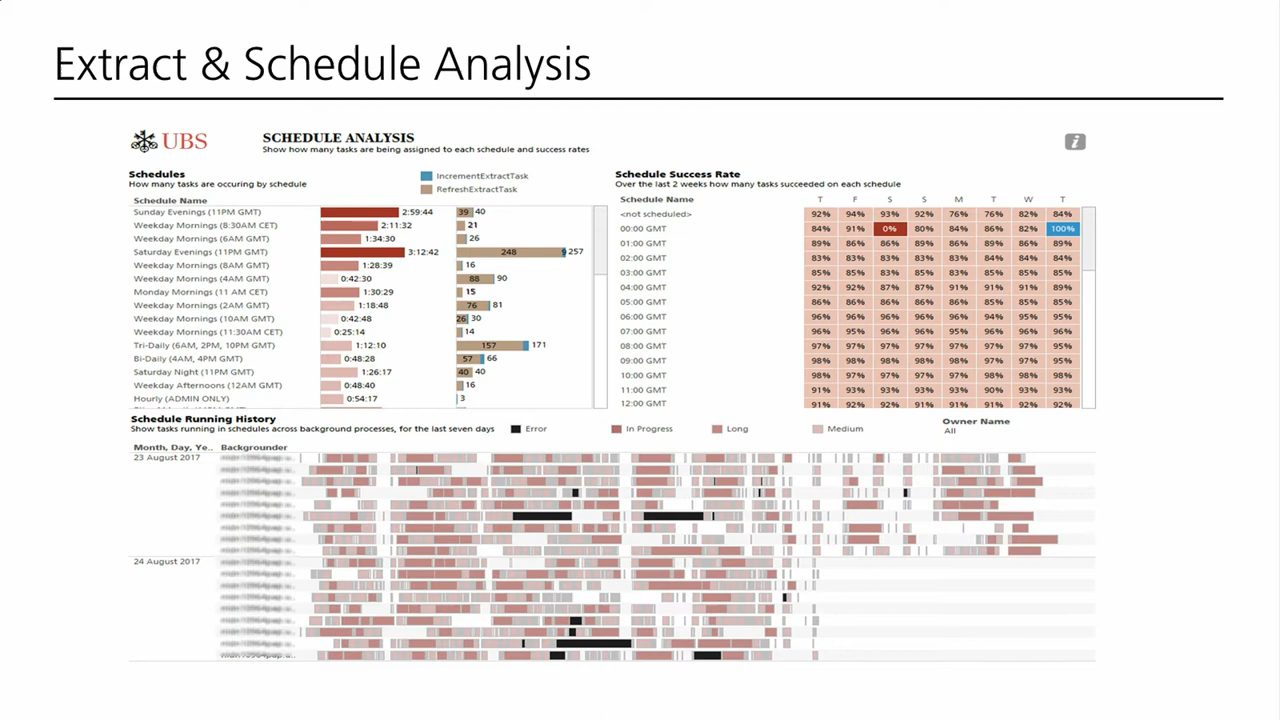 Extract & Schedule Analysis
UBS
SCHEDULE ANALYSIS
Show how many tasks are being assigned to each schedule and success rates
i
Schedules
How many tasks are occuring by schedule
IncrementExtractTask
RefreshExtractTask
Schedule Name
Sunday Evenings (11PM GMT) 2:59:44 39 40
Weekday Mornings (8:30AM CET) 2:11:32 21
Weekday Mornings (6AM GMT) 1:34:30 26
Saturday Evenings (11PM GMT) 3:12:42 248 9 257
Weekday Mornings (8AM GMT) 1:28:39 16
Weekday Mornings (4AM GMT) 0:42:30 88 90
Monday Mornings (11 AM CET) 1:30:29 15
Weekday Mornings (2AM GMT) 1:18:48 76 81
Weekday Mornings (10AM GMT) 0:42:48 26 30
Weekday Mornings (11:30AM CET) 0:25:14 14
Tri-Daily (6AM, 2PM, 10PM GMT) 1:12:10 157 171
Bi-Daily (4AM, 4PM GMT) 0:48:28 57 66
Saturday Night (11PM GMT) 1:26:17 40 40
Weekday Afternoons (12AM GMT) 0:48:40 16
Hourly (ADMIN ONLY) 0:54:17 3
Schedule Success Rate
Over the last 2 weeks how many tasks succeeded on each schedule
Schedule Name T F S S M T W T
<not scheduled> 92% 94% 93% 92% 76% 76% 82% 84%
00:00 GMT 84% 91% 0% 80% 84% 86% 82% 100%
01:00 GMT 89% 86% 86% 89% 86% 89% 86% 89%
02:00 GMT 83% 83% 83% 83% 83% 84% 84% 84%
03:00 GMT 85% 85% 83% 85% 83% 84% 85% 85%
04:00 GMT 92% 92% 87% 87% 91% 91% 91% 89%
05:00 GMT 86% 86% 86% 86% 86% 85% 85% 85%
06:00 GMT 96% 96% 96% 96% 96% 94% 95% 95%
07:00 GMT 96% 95% 96% 96% 95% 96% 96% 96%
08:00 GMT 97% 97% 97% 97% 97% 97% 96% 96%
09:00 GMT 98% 98% 98% 98% 98% 97% 97% 95%
10:00 GMT 98% 97% 97% 97% 97% 98% 98% 98%
11:00 GMT 91% 93% 93% 93% 93% 90% 93% 93%
12:00 GMT 91% 92% 92% 91% 91% 91% 92% 92%
Schedule Running History
Show tasks running in schedules across background processes, for the last seven days
Error
In Progress
Long
Medium
Owner Name
All
Month, Day, Ye.. Backgrounder
23 August 2017
24 August 2017